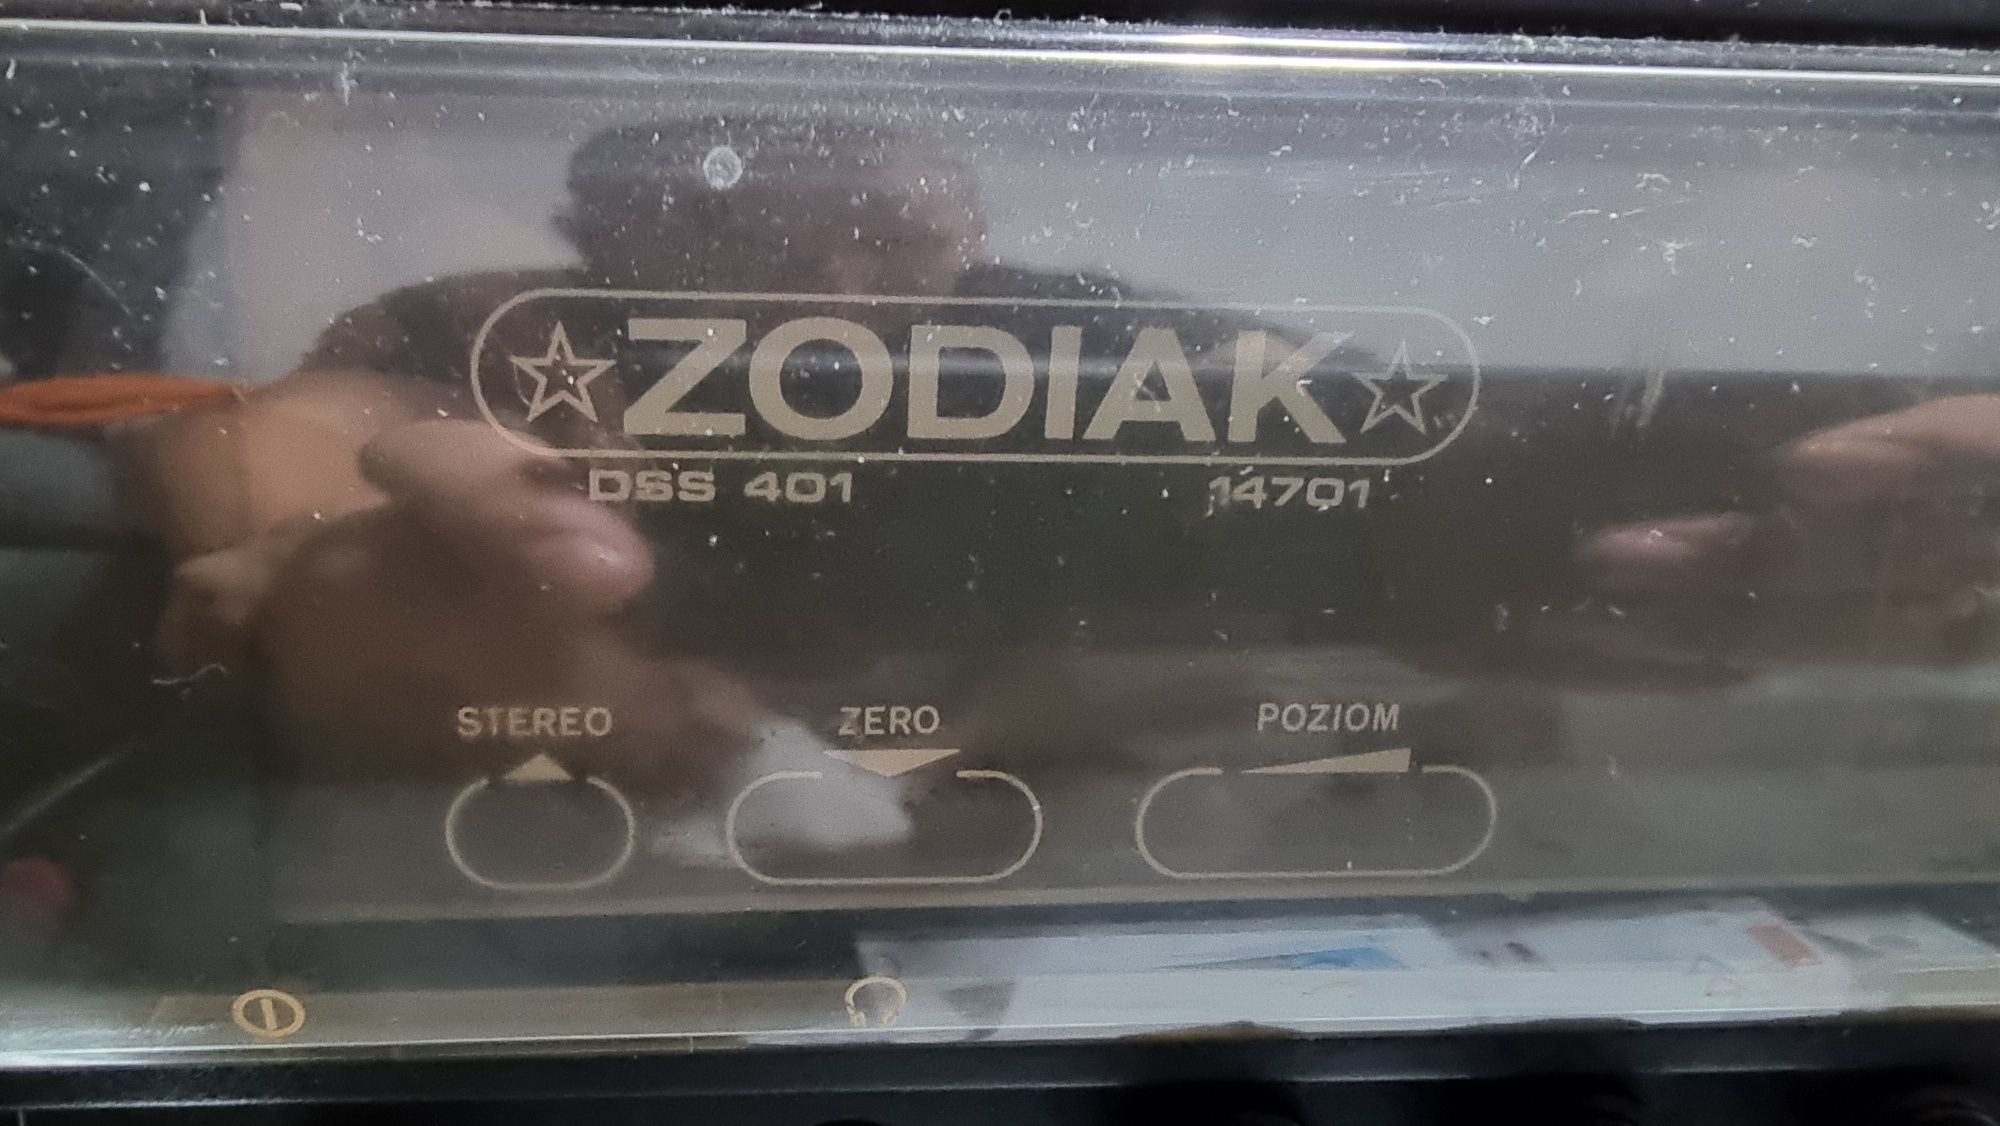 ZODIAK
DSS 401 14701
STEREO ZERO POZIOM